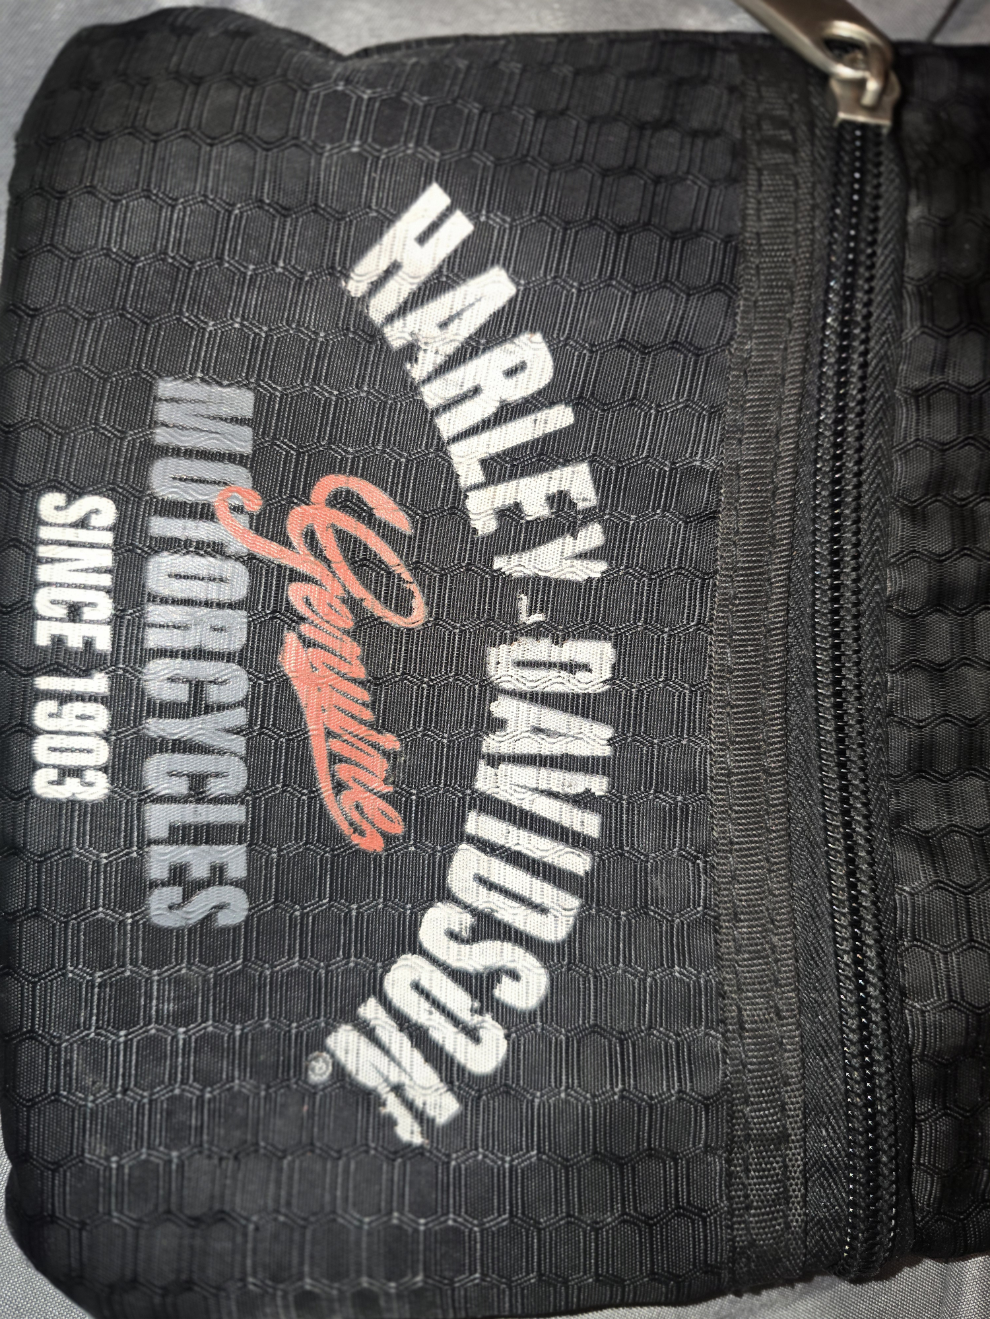 HARLEY-DAVIDSON®
Genuine
MOTORCYCLES
SINCE 1903